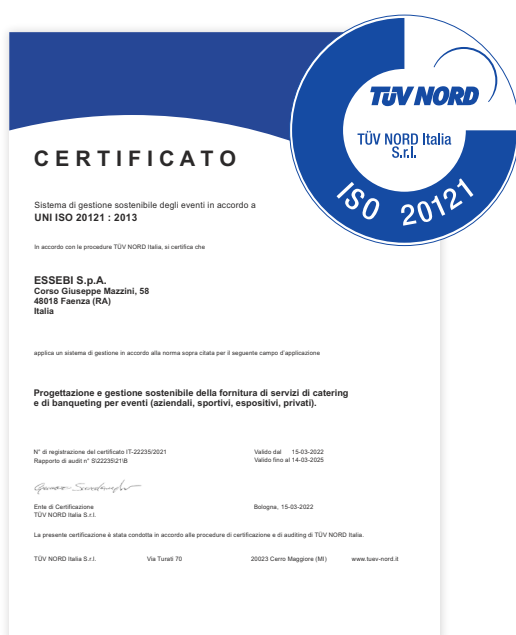 TÜV NORD
TÜV NORD Italia
S.r.l.
ISO 20121
CERTIFICATO
Sistema di gestione sostenibile degli eventi in accordo a
UNI ISO 20121 : 2013
In accordo con le procedure TÜV NORD Italia, si certifica che
ESSEBI S.p.A.
Corso Giuseppe Mazzini, 58
48018 Faenza (RA)
Italia
applica un sistema di gestione in accordo alla norma sopra citata per il seguente campo d'applicazione
Progettazione e gestione sostenibile della fornitura di servizi di catering
e di banqueting per eventi (aziendali, sportivi, espositivi, privati).
N° di registrazione del certificato IT-22235/2021
Rapporto di audit n° S\22235\21\B
Valido dal 15-03-2022
Valido fino al 14-03-2025
Ente di Certificazione
TÜV NORD Italia S.r.l.
Bologna, 15-03-2022
La presente certificazione è stata condotta in accordo alle procedure di certificazione e di auditing di TÜV NORD Italia.
TÜV NORD Italia S.r.l. Via Turati 70 20023 Cerro Maggiore (MI) www.tuev-nord.it